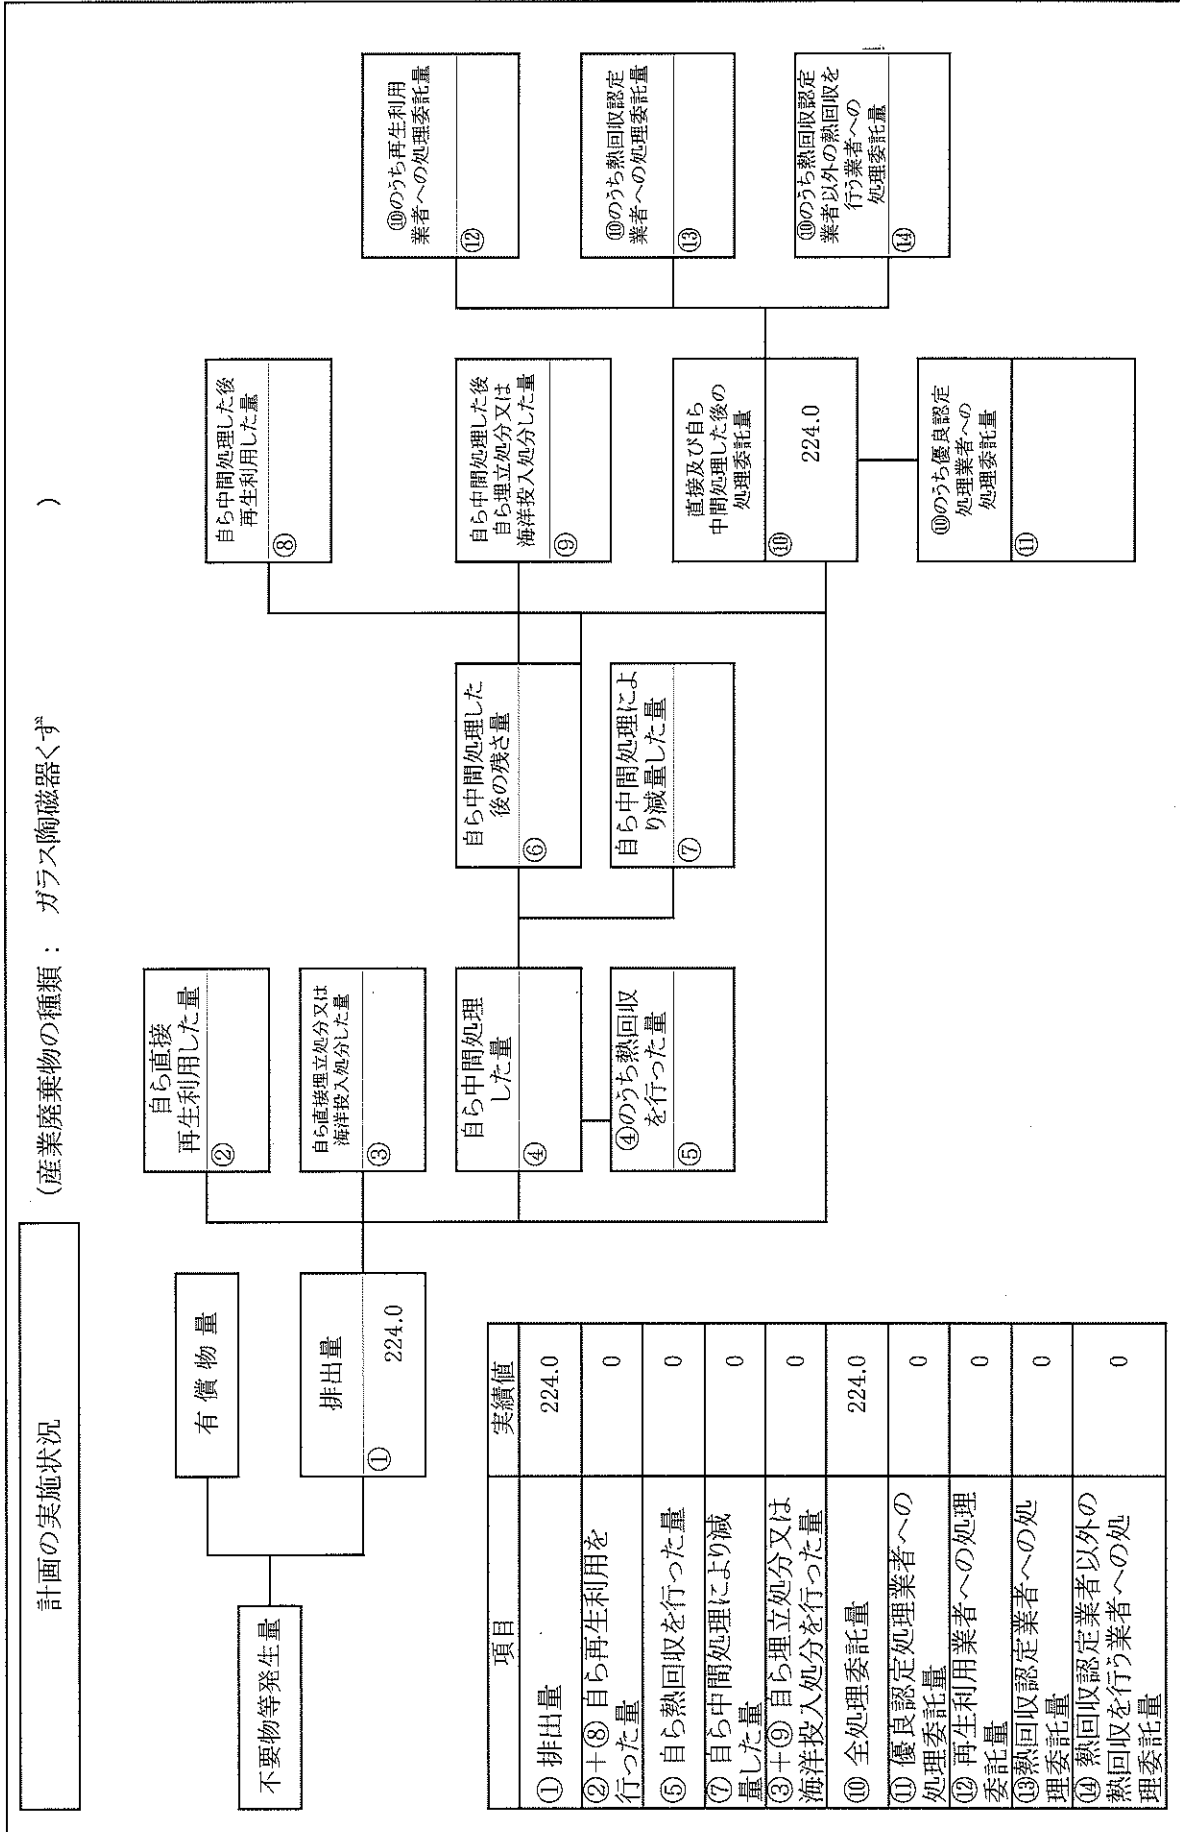 計画の実施状況
(産業廃棄物の種類： ガラス陶磁器くず )
不要物等発生量
有 償 物 量
排出量
① 224.0
自ら直接
再生利用した量
②
自ら直接埋立処分又は
海洋投入処分した量
③
自ら中間処理
した量
④
④のうち熱回収
を行った量
⑤
自ら中間処理した
後の残さ量
⑥
自ら中間処理によ
り減量した量
⑦
自ら中間処理した後
再生利用した量
⑧
自ら中間処理した後
自ら埋立処分又は
海洋投入処分した量
⑨
直接及び自ら
中間処理した後の
処理委託量
⑩ 224.0
⑩のうち優良認定
処理業者への
処理委託量
⑪
⑩のうち再生利用
業者への処理委託量
⑫
⑩のうち熱回収認定
業者への処理委託量
⑬
⑩のうち熱回収認定
業者以外の熱回収を
行う業者への
処理委託量
⑭
項目 実績値
① 排出量 224.0
②＋⑧ 自ら再生利用を
行った量 0
⑤ 自ら熱回収を行った量 0
⑦ 自ら中間処理により減
量した量 0
③＋⑨ 自ら埋立処分又は
海洋投入処分を行った量 0
⑩ 全処理委託量 224.0
⑪ 優良認定処理業者への
処理委託量 0
⑫ 再生利用業者への処理
委託量 0
⑬熱回収認定業者への処
理委託量 0
⑭ 熱回収認定業者以外の
熱回収を行う業者への処
理委託量 0